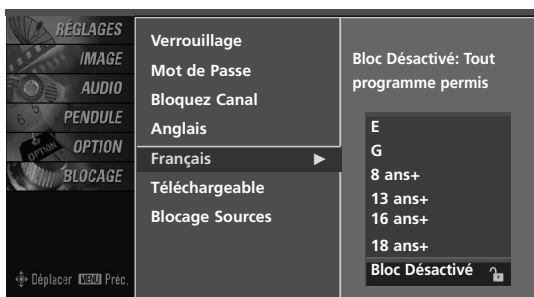 RÉGLAGES
IMAGE
AUDIO
PENDULE
OPTION
BLOCAGE
Déplacer MENU Préc.
Verrouillage
Mot de Passe
Bloquez Canal
Anglais
Français ►
Téléchargeable
Blocage Sources
Bloc Désactivé: Tout
programme permis
E
G
8 ans+
13 ans+
16 ans+
18 ans+
Bloc Désactivé